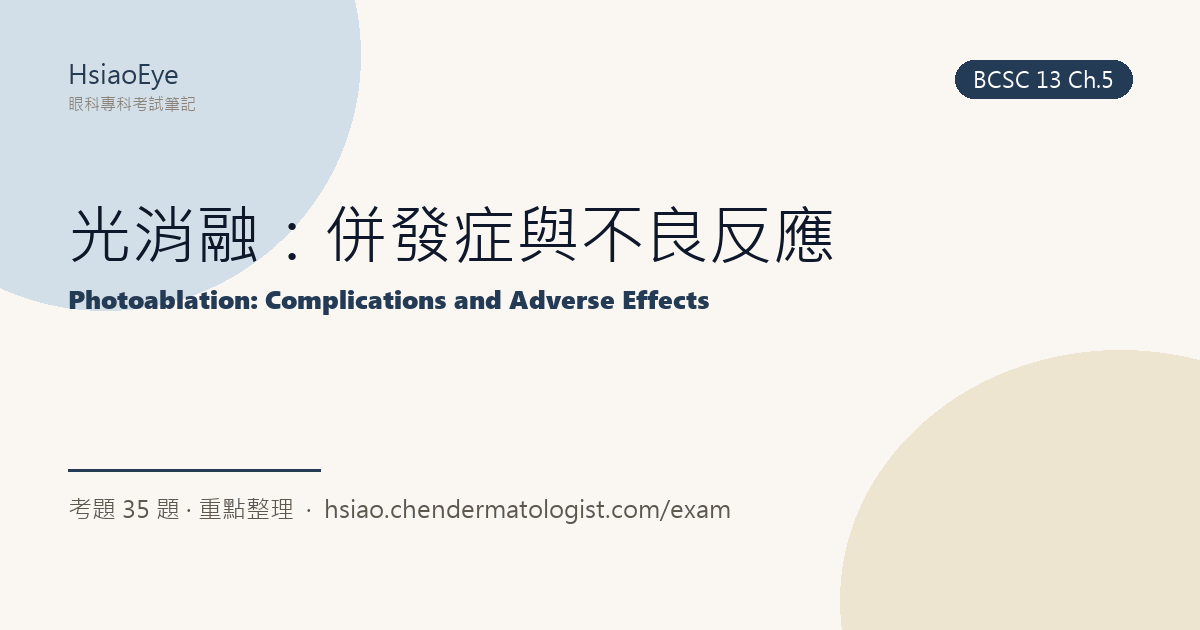 HsiaoEye
眼科專科考試筆記
BCSC 13 Ch.5
光消融：併發症與不良反應
Photoablation: Complications and Adverse Effects
考題 35 題 · 重點整理 · hsiao.chendermatologist.com/exam